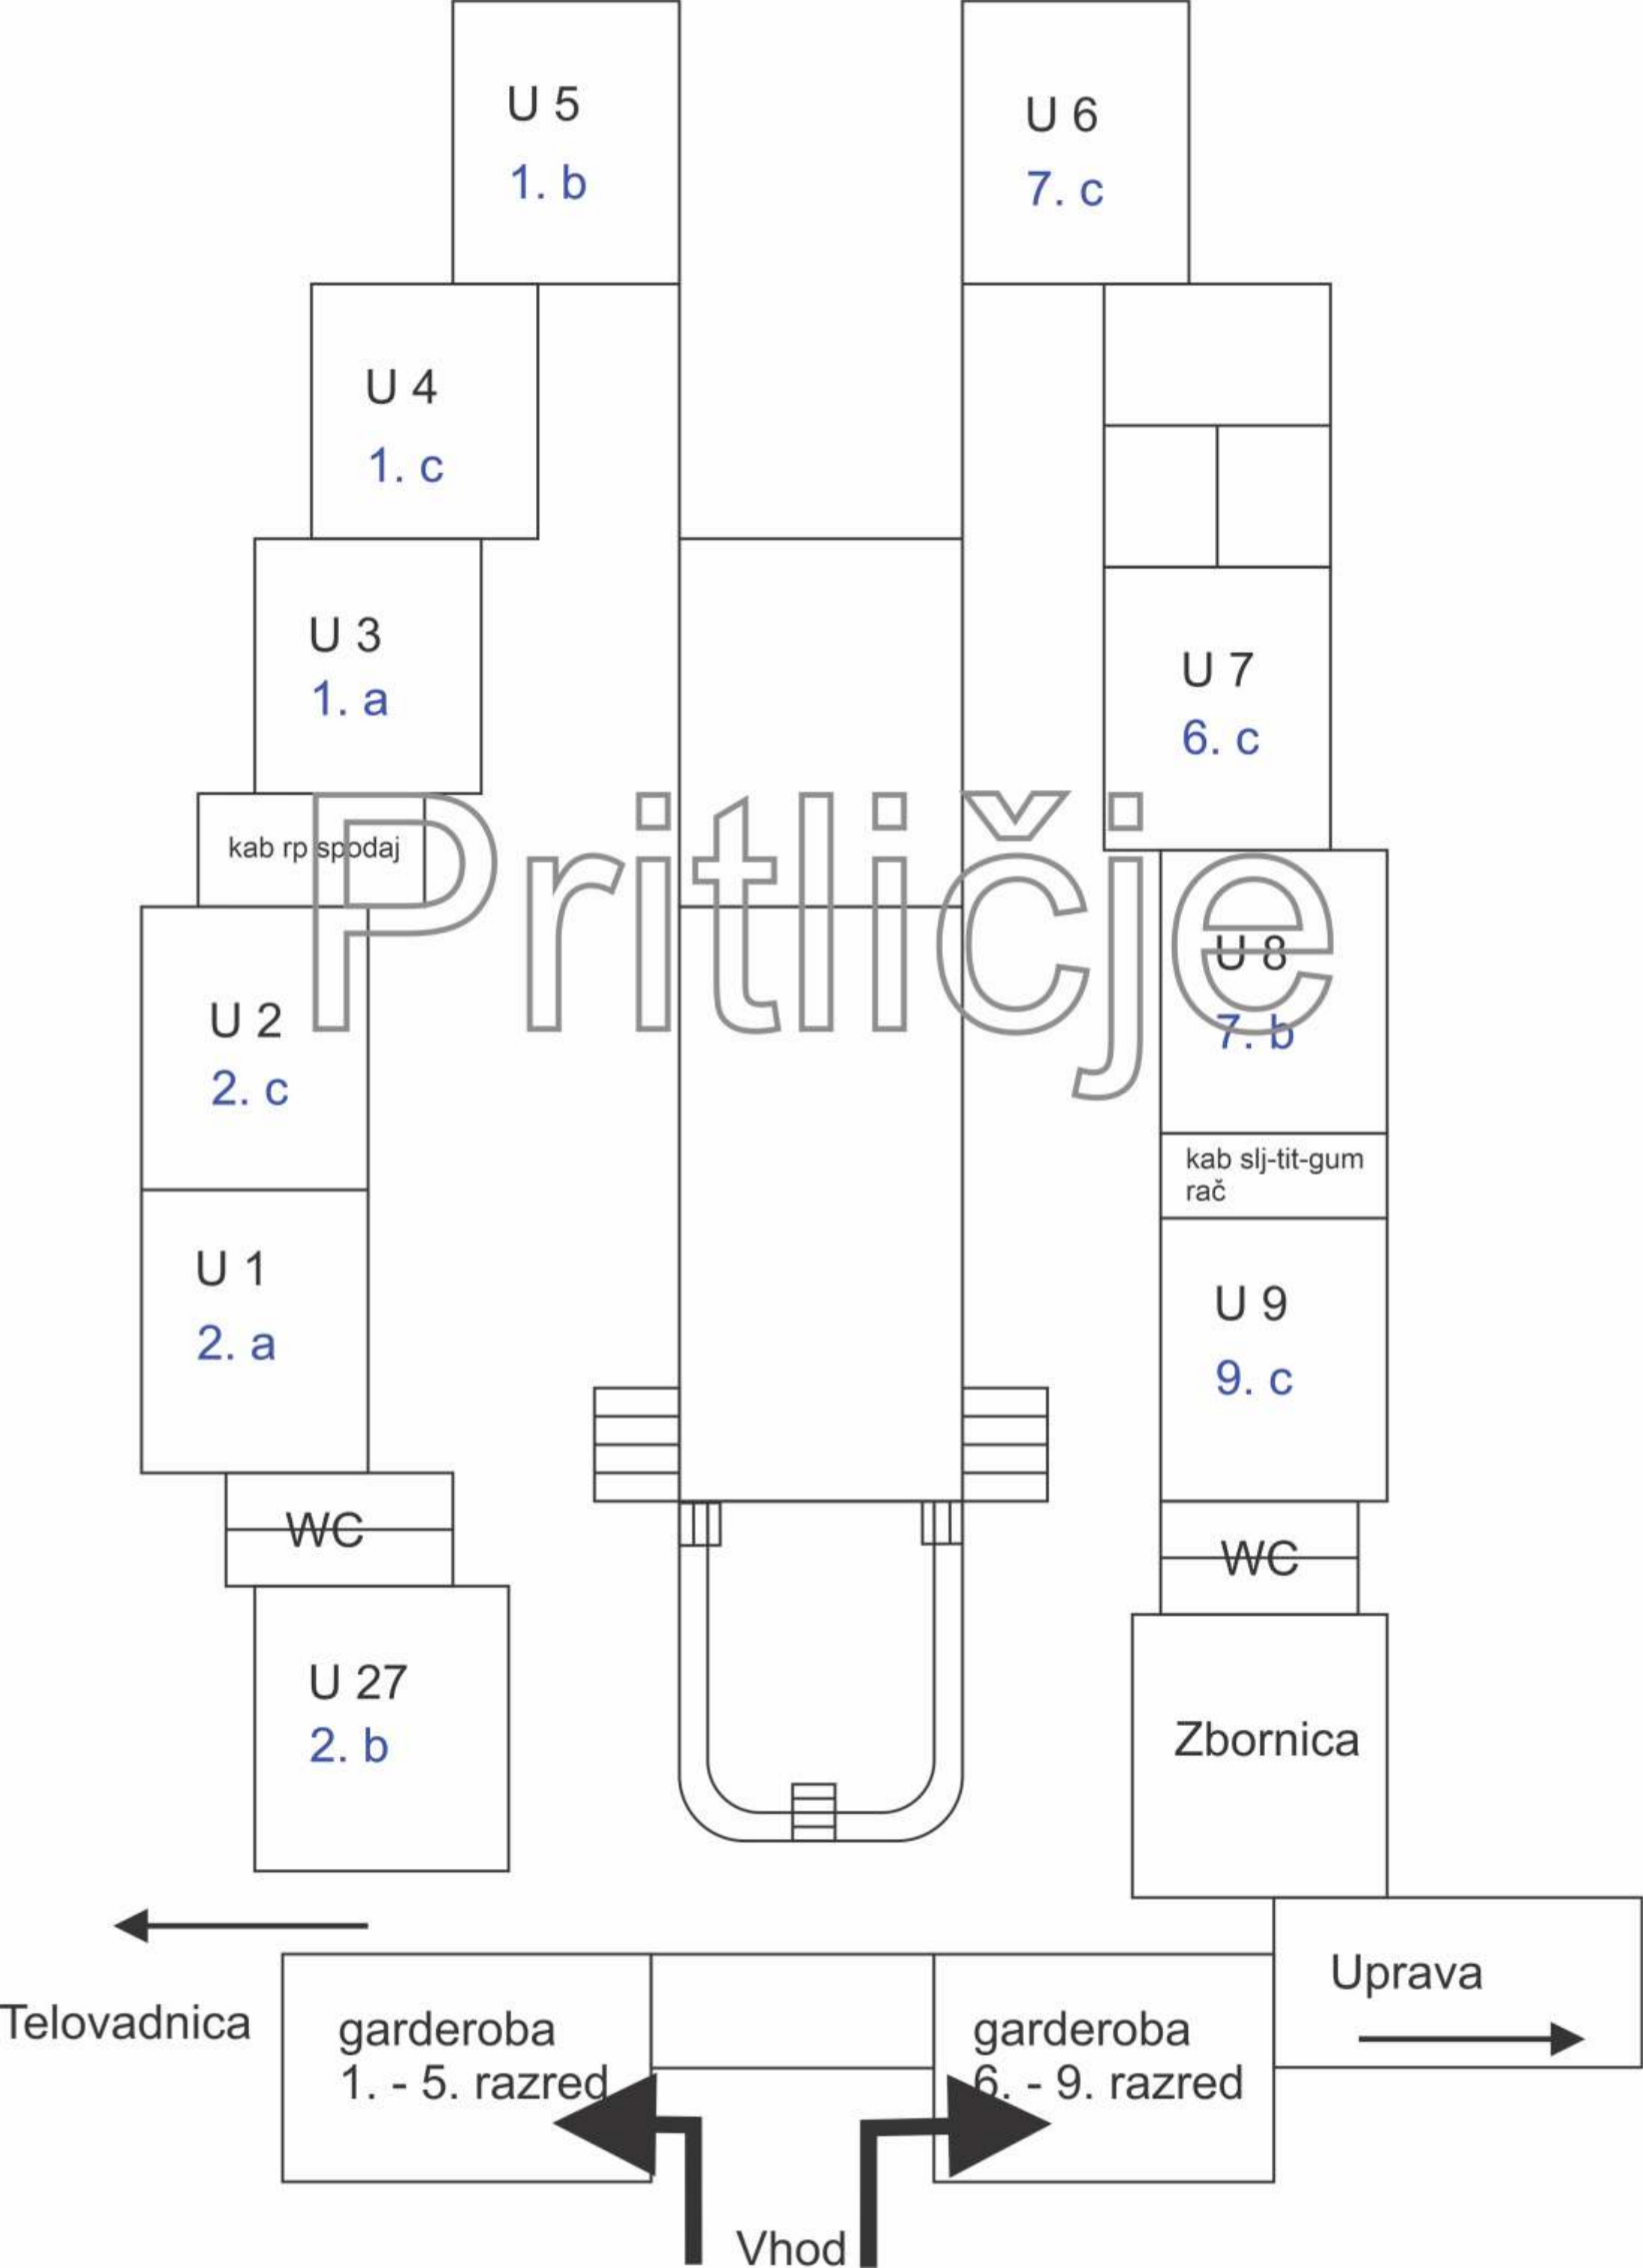 U 5
1. b
U 6
7. c
U 4
1. c
U 3
1. a
U 7
6. c
kab rp spodaj
Pritličje
U 8
7. b
U 2
2. c
kab slj-tit-gum
rač
U 1
2. a
U 9
9. c
WC
WC
U 27
2. b
Zbornica
Telovadnica
garderoba
1. - 5. razred
garderoba
6. - 9. razred
Uprava
Vhod